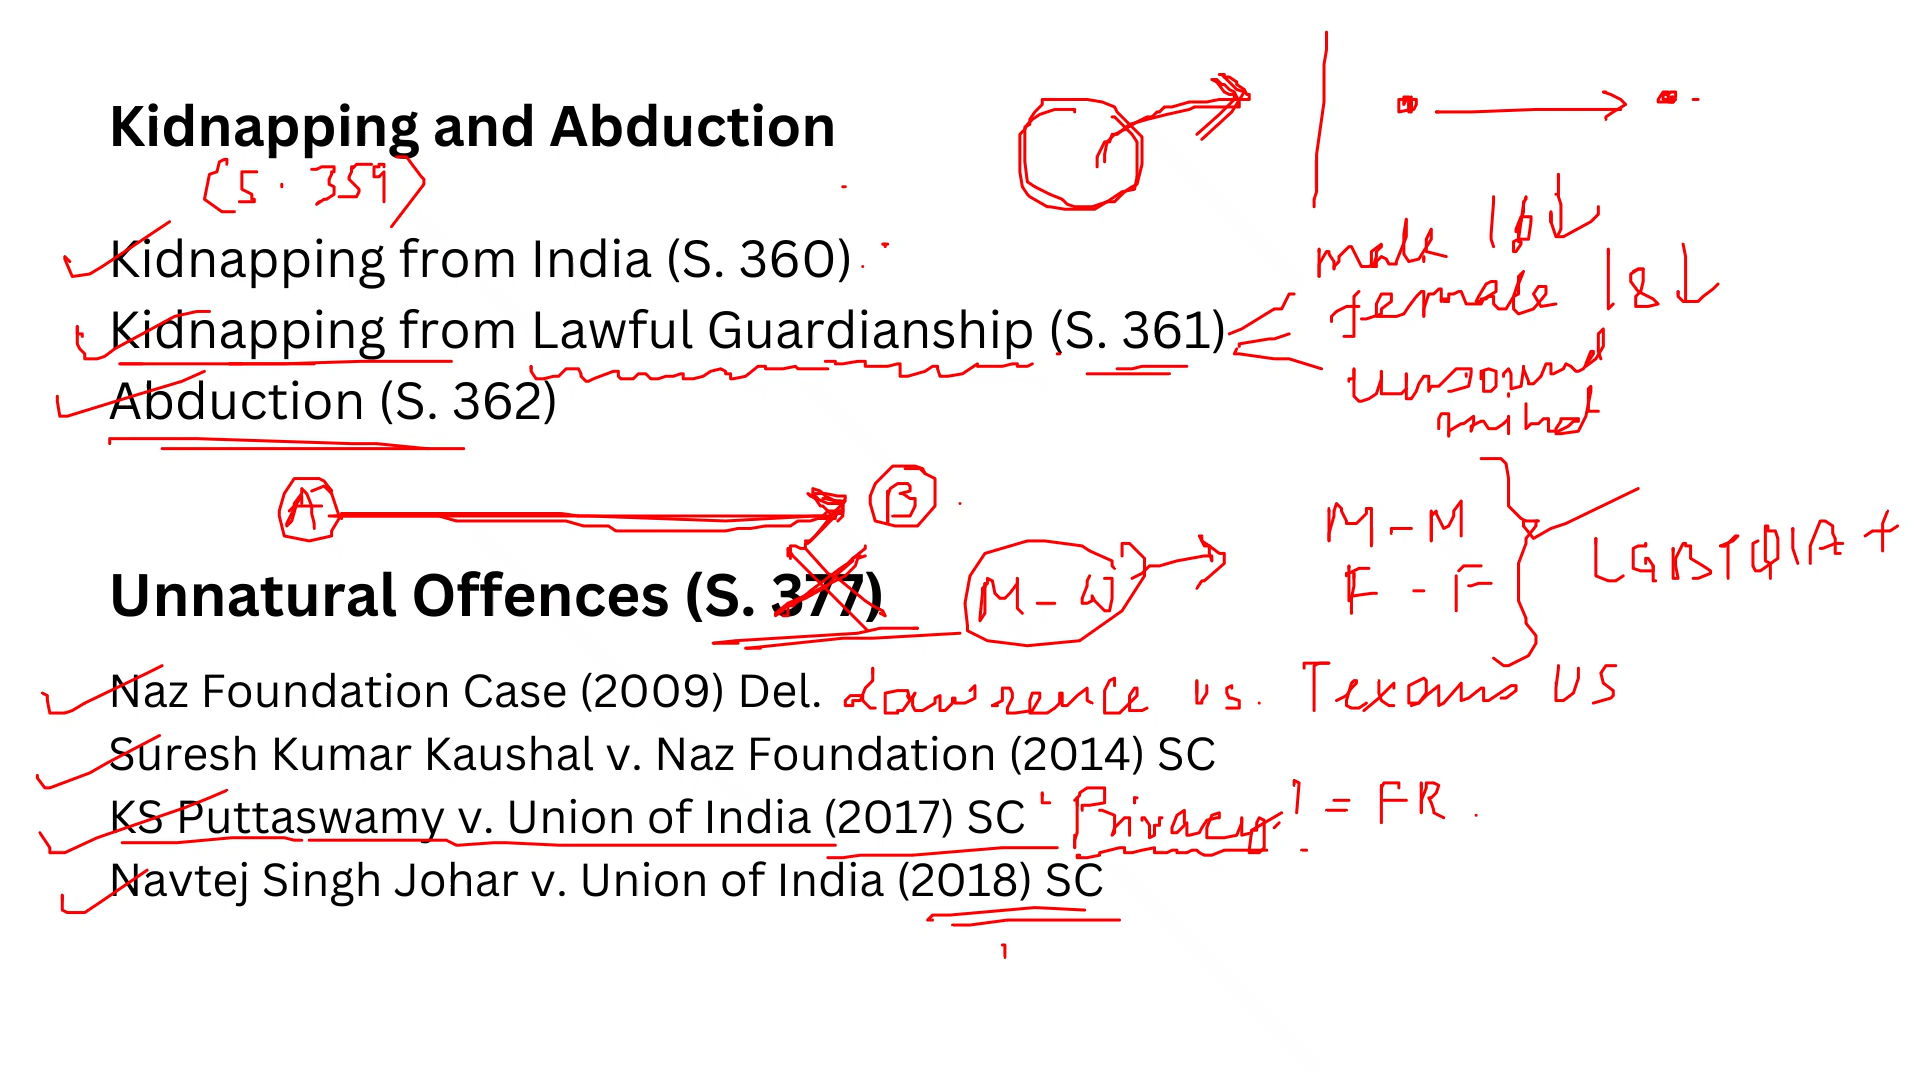 Kidnapping and Abduction
(S. 359)
Kidnapping from India (S. 360)
male 16↓
Kidnapping from Lawful Guardianship (S. 361)
female 18↓
unsound
mind
Abduction (S. 362)
A B
M - M
F - F
LGBTQIA +
Unnatural Offences (S. 377)
M - W
Naz Foundation Case (2009) Del. Lawrence vs. Texams US
Suresh Kumar Kaushal v. Naz Foundation (2014) SC
KS Puttaswamy v. Union of India (2017) SC 'Privacy' = FR.
Navtej Singh Johar v. Union of India (2018) SC